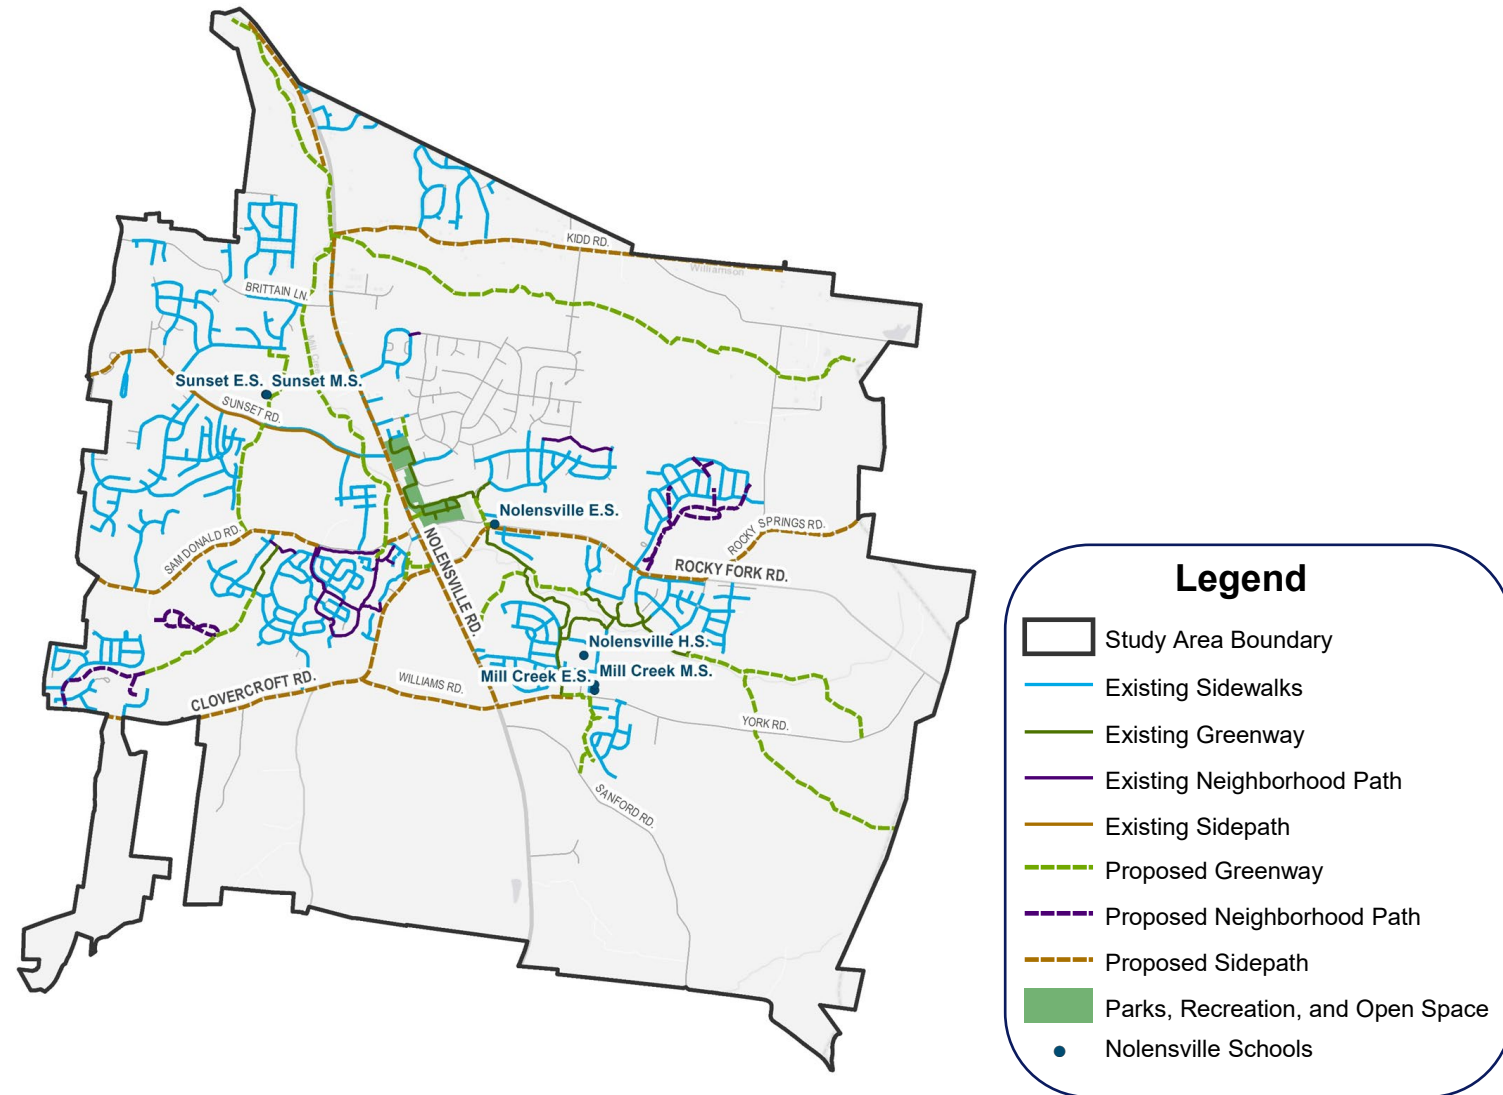 KIDD RD.
Williamson
BRITTAIN LN.
Mill Creek
Sunset E.S. Sunset M.S.
SUNSET RD.
Nolensville E.S.
ROCKY SPRINGS RD.
SAM DONALD RD.
NOLENSVILLE RD.
ROCKY FORK RD.
Nolensville H.S.
Mill Creek E.S. Mill Creek M.S.
CLOVERCROFT RD.
WILLIAMS RD.
YORK RD.
SANFORD RD.
Legend
Study Area Boundary
Existing Sidewalks
Existing Greenway
Existing Neighborhood Path
Existing Sidepath
Proposed Greenway
Proposed Neighborhood Path
Proposed Sidepath
Parks, Recreation, and Open Space
Nolensville Schools